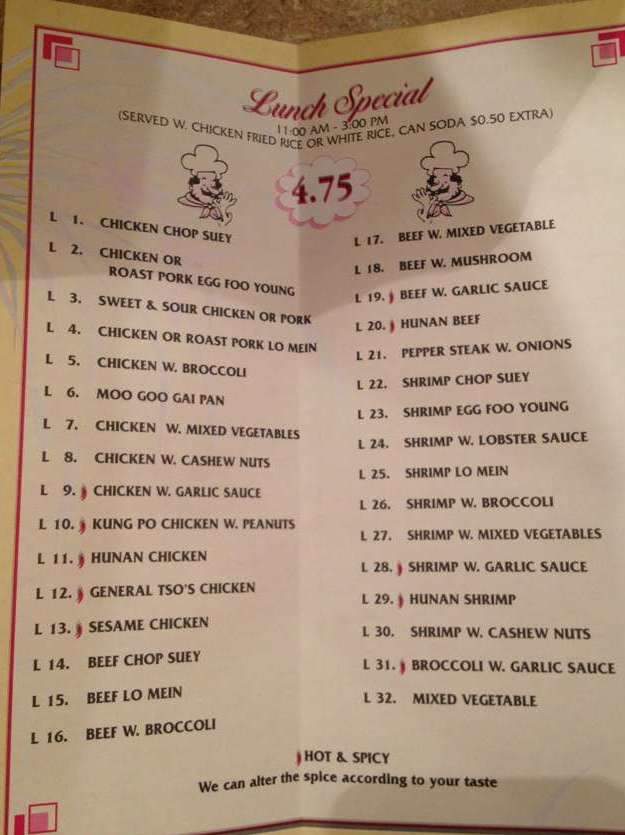 Lunch Special
11:00 AM - 3:00 PM
(SERVED W. CHICKEN FRIED RICE OR WHITE RICE, CAN SODA $0.50 EXTRA)
4.75
L 1. CHICKEN CHOP SUEY
L 2. CHICKEN OR
ROAST PORK EGG FOO YOUNG
L 3. SWEET & SOUR CHICKEN OR PORK
L 4. CHICKEN OR ROAST PORK LO MEIN
L 5. CHICKEN W. BROCCOLI
L 6. MOO GOO GAI PAN
L 7. CHICKEN W. MIXED VEGETABLES
L 8. CHICKEN W. CASHEW NUTS
L 9. CHICKEN W. GARLIC SAUCE
L 10. KUNG PO CHICKEN W. PEANUTS
L 11. HUNAN CHICKEN
L 12. GENERAL TSO'S CHICKEN
L 13. SESAME CHICKEN
L 14. BEEF CHOP SUEY
L 15. BEEF LO MEIN
L 16. BEEF W. BROCCOLI
L 17. BEEF W. MIXED VEGETABLE
L 18. BEEF W. MUSHROOM
L 19. BEEF W. GARLIC SAUCE
L 20. HUNAN BEEF
L 21. PEPPER STEAK W. ONIONS
L 22. SHRIMP CHOP SUEY
L 23. SHRIMP EGG FOO YOUNG
L 24. SHRIMP W. LOBSTER SAUCE
L 25. SHRIMP LO MEIN
L 26. SHRIMP W. BROCCOLI
L 27. SHRIMP W. MIXED VEGETABLES
L 28. SHRIMP W. GARLIC SAUCE
L 29. HUNAN SHRIMP
L 30. SHRIMP W. CASHEW NUTS
L 31. BROCCOLI W. GARLIC SAUCE
L 32. MIXED VEGETABLE
HOT & SPICY
We can alter the spice according to your taste